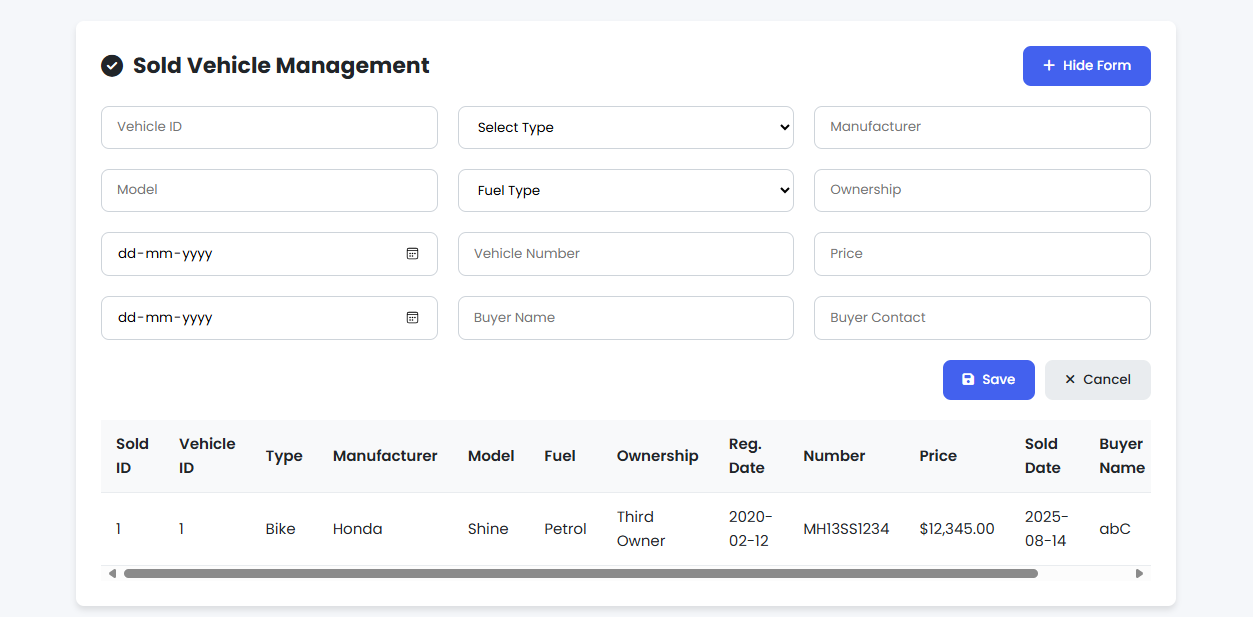 Sold Vehicle Management
Hide Form
Vehicle ID
Select Type
Manufacturer
Model
Fuel Type
Ownership
dd-mm-yyyy
Vehicle Number
Price
dd-mm-yyyy
Buyer Name
Buyer Contact
Save
Cancel
Sold ID Vehicle ID Type Manufacturer Model Fuel Ownership Reg. Date Number Price Sold Date Buyer Name
1 1 Bike Honda Shine Petrol Third Owner 2020-02-12 MH13SS1234 $12,345.00 2025-08-14 abC